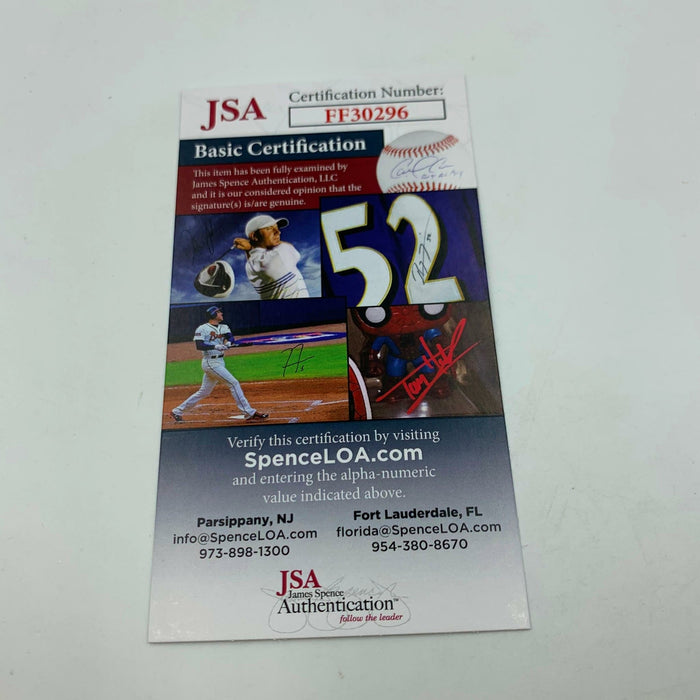 JSA
Certification Number:
FF30296
Basic Certification
This item has been fully examined by
James Spence Authentication, LLC
and it is our considered opinion that the
signature(s) is/are genuine.
52
Verify this certification by visiting
SpenceLOA.com
and entering the alpha-numeric
value indicated above.
Parsippany, NJ
info@SpenceLOA.com
973-898-1300
Fort Lauderdale, FL
florida@SpenceLOA.com
954-380-8670
JSA
James Spence
Authentication™
follow the leader